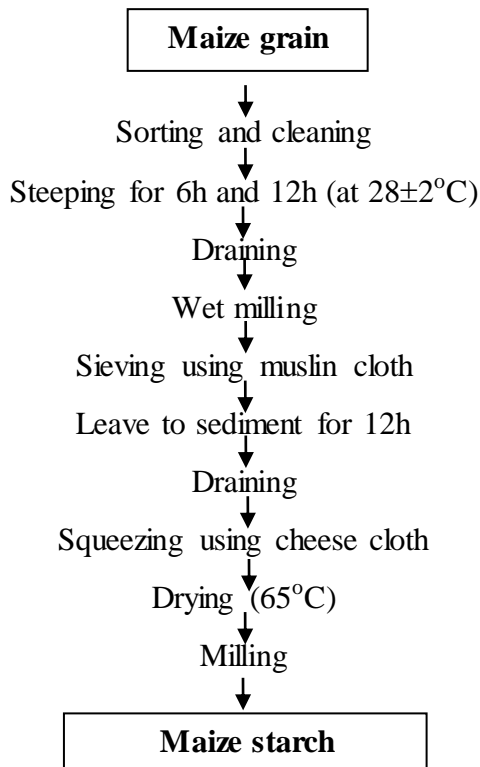 Maize grain
Sorting and cleaning
Steeping for 6h and 12h (at 28±2°C)
Draining
Wet milling
Sieving using muslin cloth
Leave to sediment for 12h
Draining
Squeezing using cheese cloth
Drying (65°C)
Milling
Maize starch